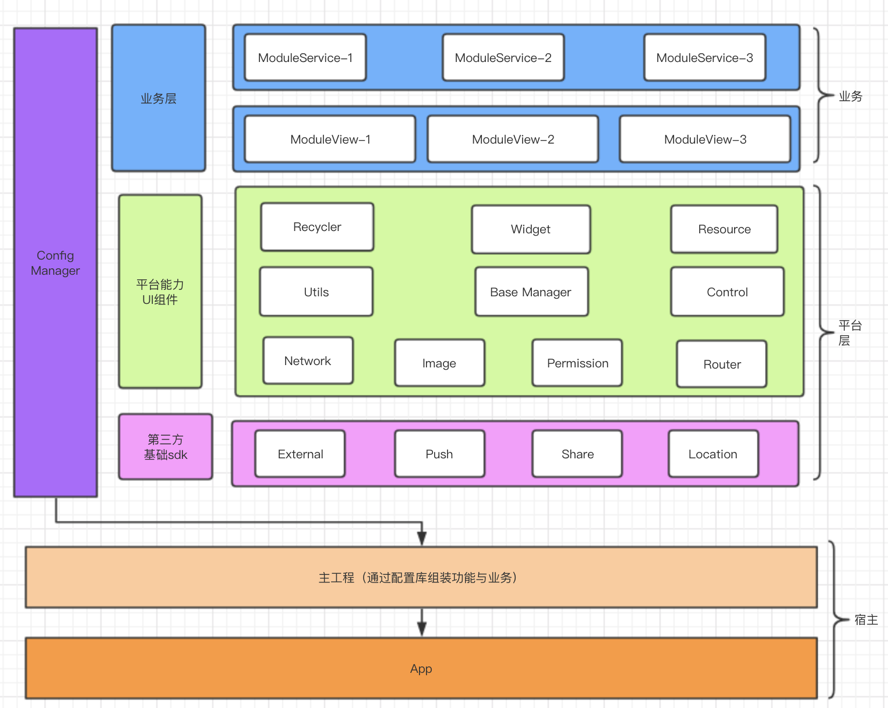 Config
Manager
业务层
ModuleService-1
ModuleService-2
ModuleService-3
ModuleView-1
ModuleView-2
ModuleView-3
业务
平台能力
UI组件
Recycler
Widget
Resource
Utils
Base Manager
Control
Network
Image
Permission
Router
平台
层
第三方
基础sdk
External
Push
Share
Location
主工程（通过配置库组装功能与业务）
App
宿主